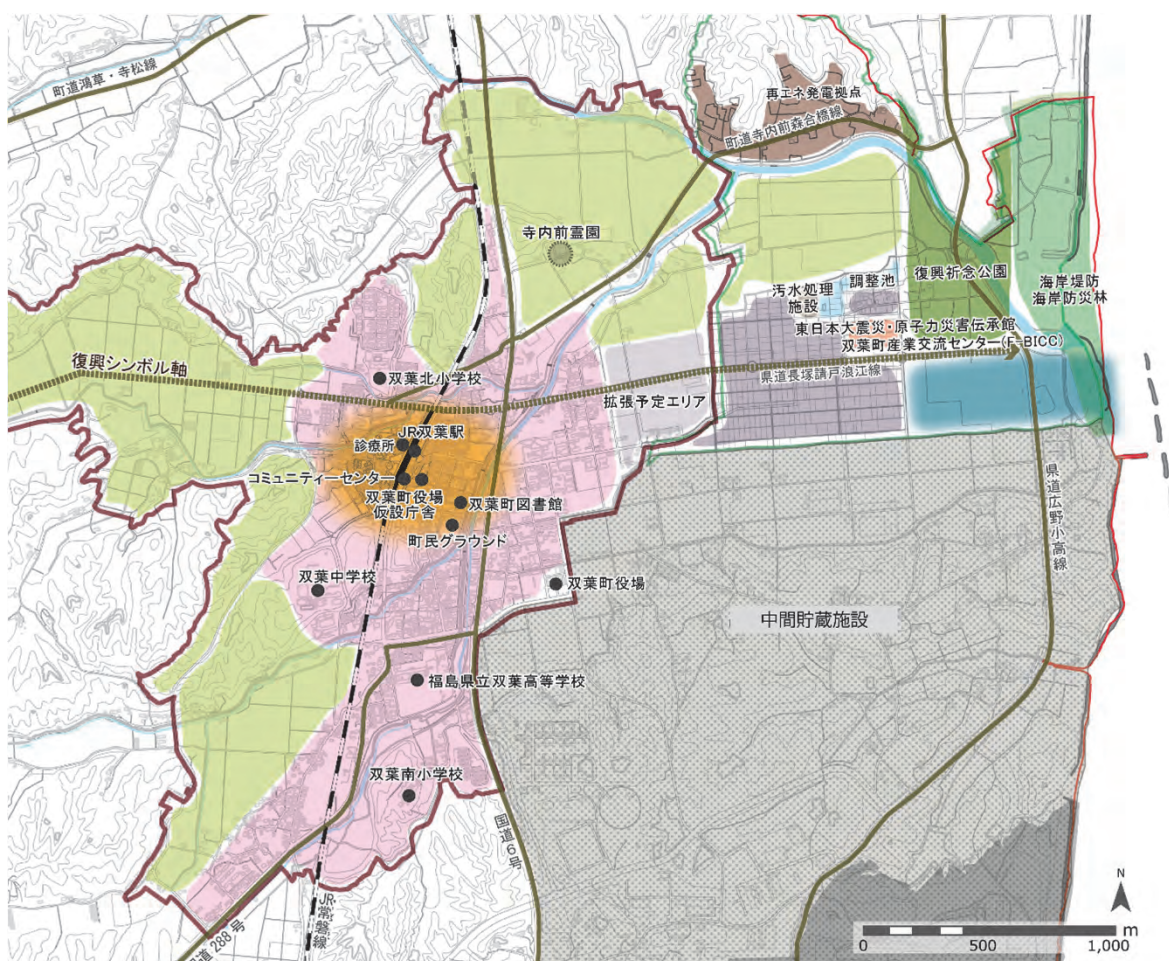 町道鴻草・寺松線
再エネ発電拠点
町道寺内前森合橋線
寺内前霊園
汚水処理
施設
調整池
復興祈念公園
海岸堤防
海岸防災林
東日本大震災・原子力災害伝承館
双葉町産業交流センター(F-BICC)
復興シンボル軸
双葉北小学校
県道長塚請戸浪江線
拡張予定エリア
JR双葉駅
診療所
コミュニティーセンター
双葉町役場
仮設庁舎
双葉町図書館
町民グラウンド
双葉中学校
双葉町役場
県道広野小高線
中間貯蔵施設
福島県立双葉高等学校
双葉南小学校
国道6号
JR常磐線
道288号
N
0
500
1,000
m